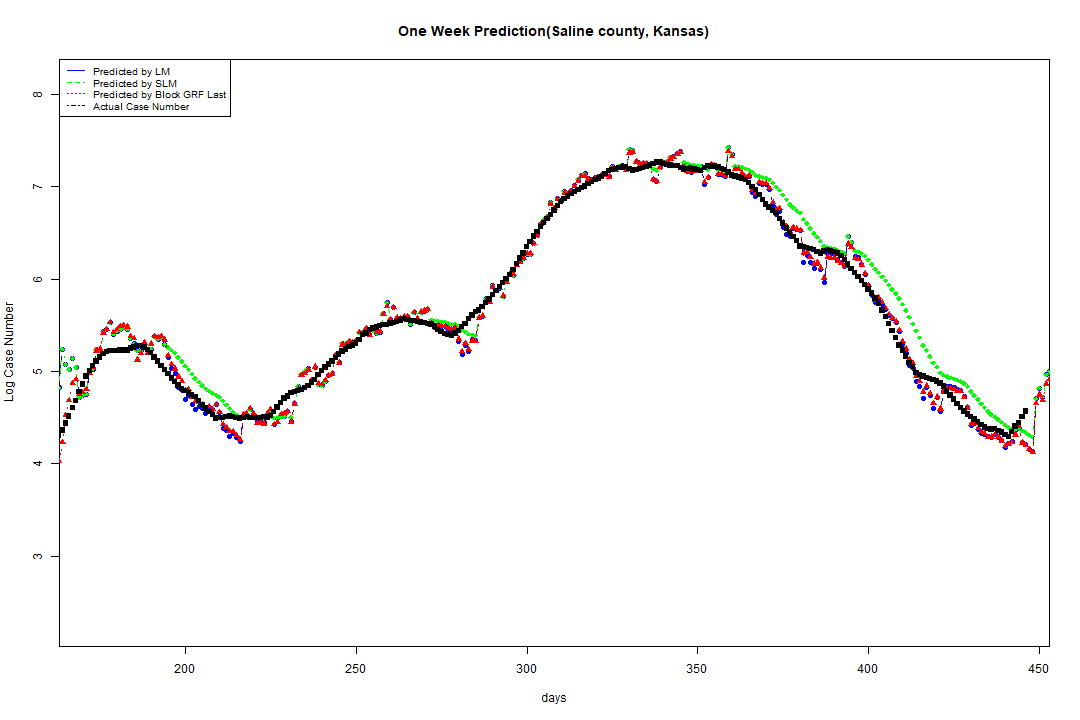 One Week Prediction(Saline county, Kansas)
Predicted by LM
Predicted by SLM
Predicted by Block GRF Last
Actual Case Number
Log Case Number
8
7
6
5
4
3
200
250
300
350
400
450
days